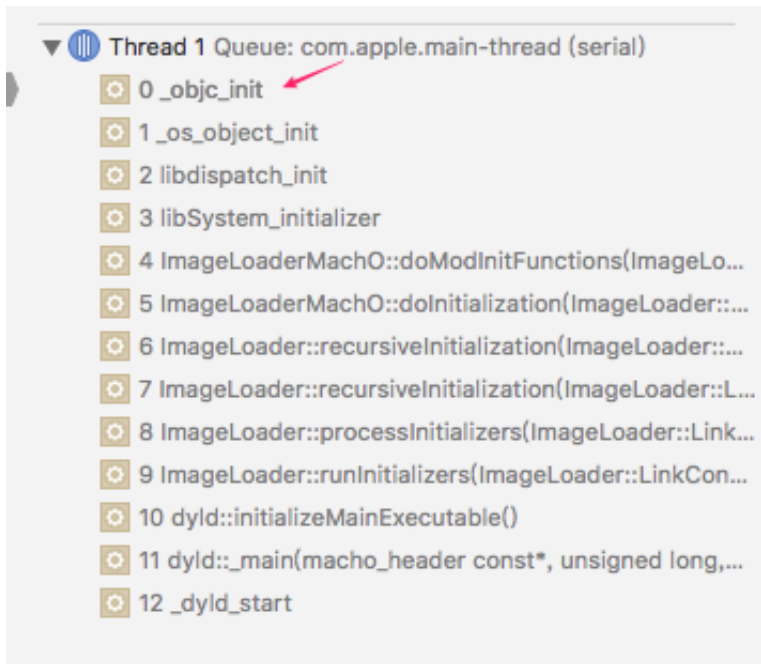 Thread 1 Queue: com.apple.main-thread (serial)
0 _objc_init
1 _os_object_init
2 libdispatch_init
3 libSystem_initializer
4 ImageLoaderMachO::doModInitFunctions(ImageLo...
5 ImageLoaderMachO::doInitialization(ImageLoader::...
6 ImageLoader::recursiveInitialization(ImageLoader::...
7 ImageLoader::recursiveInitialization(ImageLoader::L...
8 ImageLoader::processInitializers(ImageLoader::Link...
9 ImageLoader::runInitializers(ImageLoader::LinkCon...
10 dyld::initializeMainExecutable()
11 dyld::_main(macho_header const*, unsigned long,...
12 _dyld_start